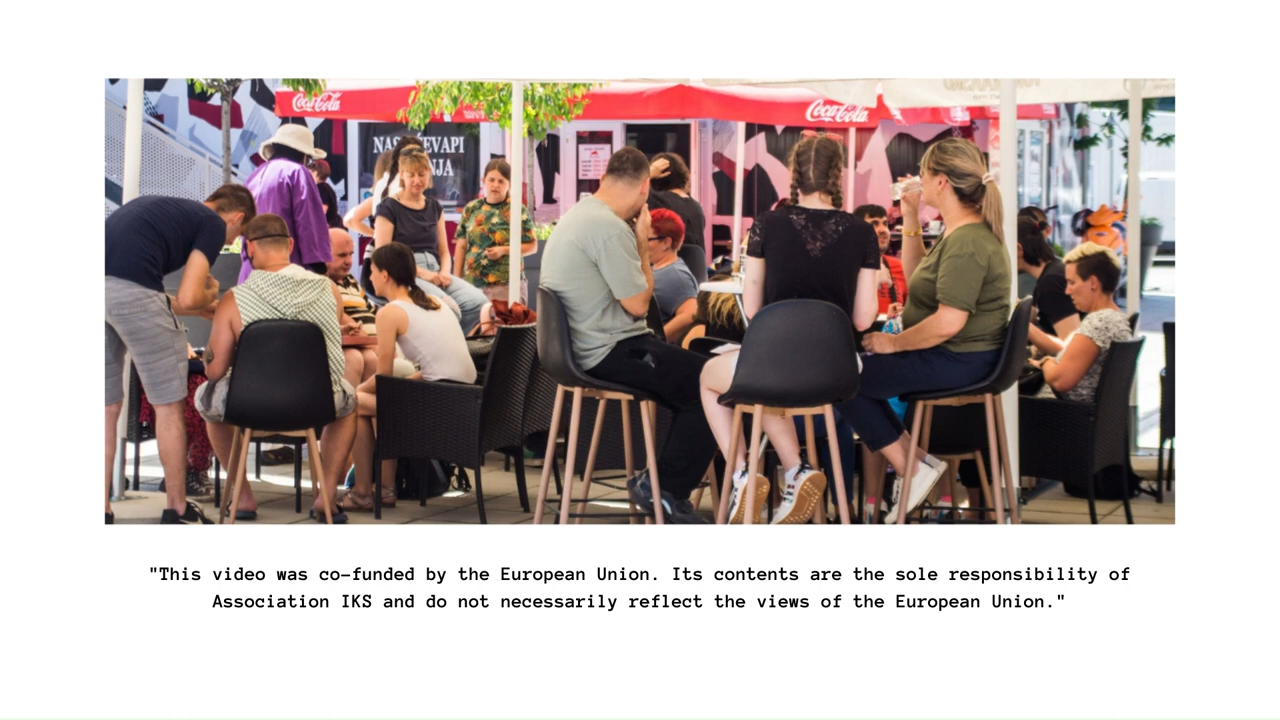 Coca-Cola
Coca-Cola
"This video was co-funded by the European Union. Its contents are the sole responsibility of
Association IKS and do not necessarily reflect the views of the European Union."